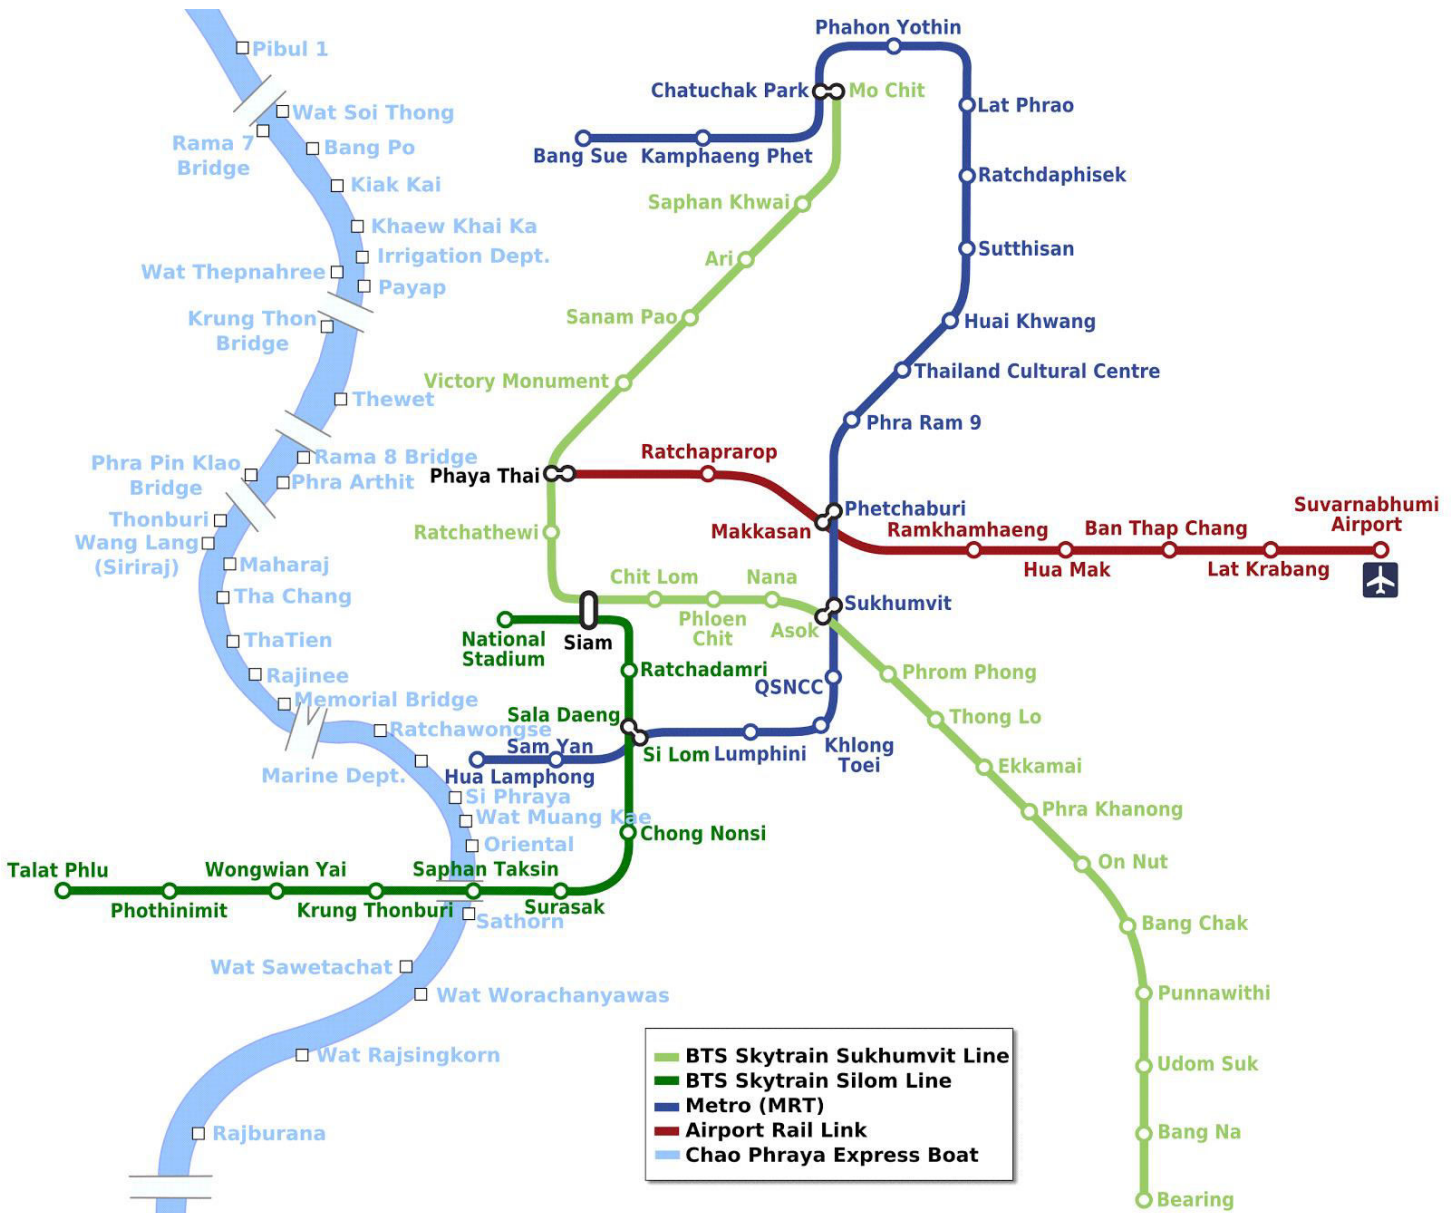 Pibul 1
Wat Soi Thong
Rama 7
Bridge
Bang Po
Kiak Kai
Khaew Khai Ka
Irrigation Dept.
Wat Thepnahree
Payap
Krung Thon
Bridge
Thewet
Rama 8 Bridge
Phra Pin Klao
Bridge
Phra Arthit
Thonburi
Wang Lang
(Siriraj)
Maharaj
Tha Chang
ThaTien
Rajinee
Memorial Bridge
Ratchawongse
Marine Dept.
Si Phraya
Wat Muang Kae
Oriental
Sathorn
Wat Sawetachat
Wat Worachanyawas
Wat Rajsingkorn
Rajburana
Phahon Yothin
Chatuchak Park
Mo Chit
Bang Sue
Kamphaeng Phet
Lat Phrao
Ratchdaphisek
Sutthisan
Huai Khwang
Thailand Cultural Centre
Phra Ram 9
Phetchaburi
Sukhumvit
QSNCC
Khlong
Toei
Lumphini
Si Lom
Sam Yan
Hua Lamphong
Saphan Khwai
Ari
Sanam Pao
Victory Monument
Phaya Thai
Ratchathewi
Siam
Chit Lom
Phloen
Chit
Nana
Asok
Phrom Phong
Thong Lo
Ekkamai
Phra Khanong
On Nut
Bang Chak
Punnawithi
Udom Suk
Bang Na
Bearing
Ratchaprarop
Makkasan
Ramkhamhaeng
Hua Mak
Ban Thap Chang
Lat Krabang
Suvarnabhumi
Airport
National
Stadium
Ratchadamri
Sala Daeng
Chong Nonsi
Surasak
Saphan Taksin
Krung Thonburi
Wongwian Yai
Phothinimit
Talat Phlu
BTS Skytrain Sukhumvit Line
BTS Skytrain Silom Line
Metro (MRT)
Airport Rail Link
Chao Phraya Express Boat